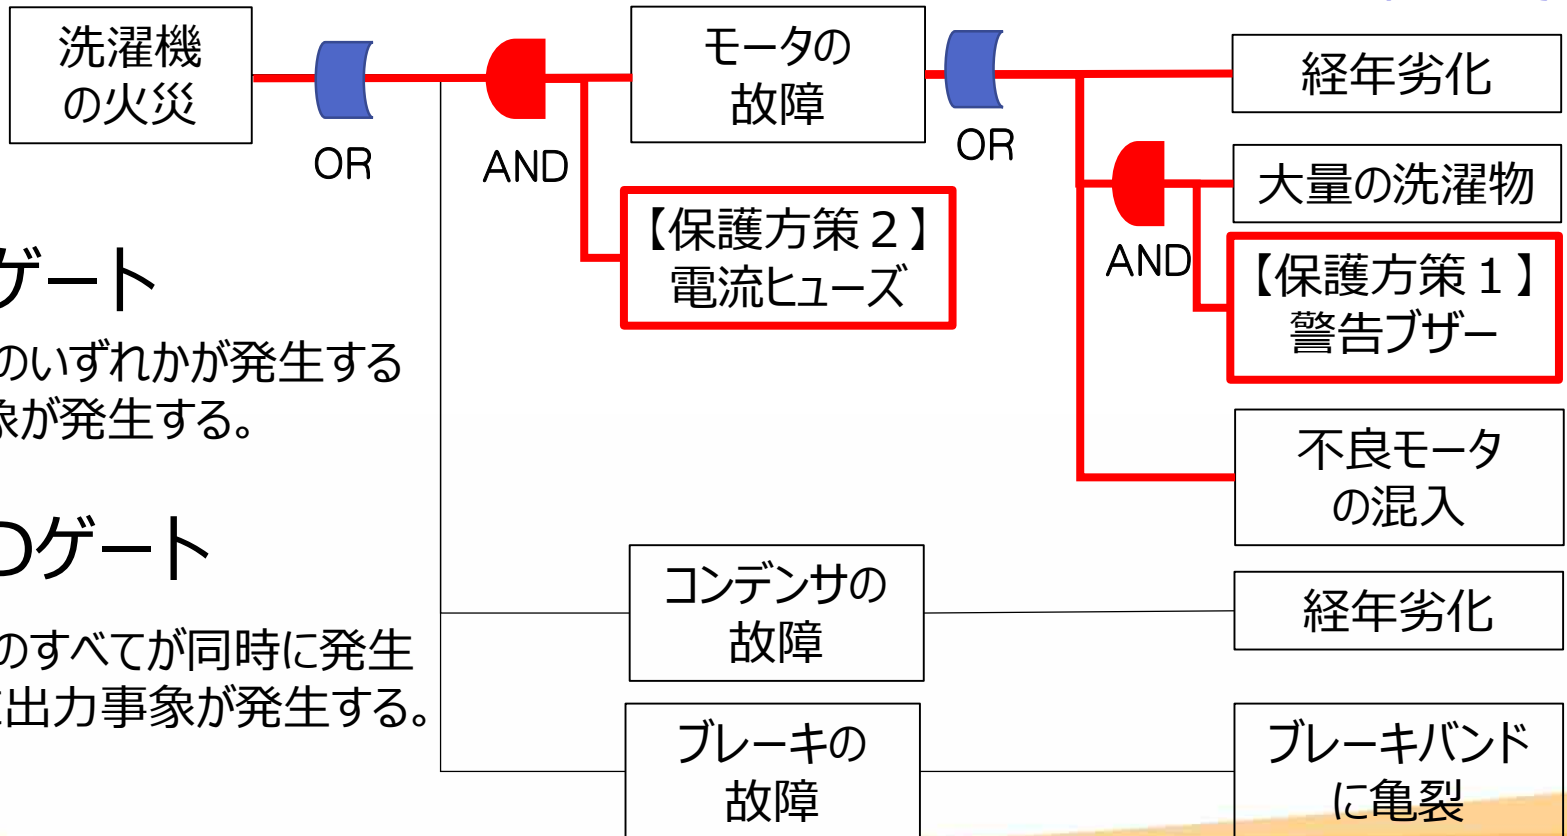 洗濯機
の火災
OR
AND
モータの
故障
OR
経年劣化
大量の洗濯物
AND
【保護方策２】
電流ヒューズ
【保護方策１】
警告ブザー
不良モータ
の混入
ゲート
のいずれかが発生する
象が発生する。
Dゲート
のすべてが同時に発生
出力事象が発生する。
コンデンサの
故障
経年劣化
ブレーキの
故障
ブレーキバンド
に亀裂